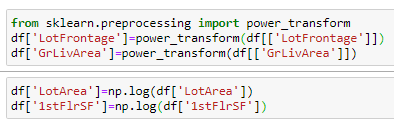 from sklearn.preprocessing import power_transform
df['LotFrontage']=power_transform(df[['LotFrontage']])
df['GrLivArea']=power_transform(df[['GrLivArea']])
df['LotArea']=np.log(df['LotArea'])
df['1stFlrSF']=np.log(df['1stFlrSF'])